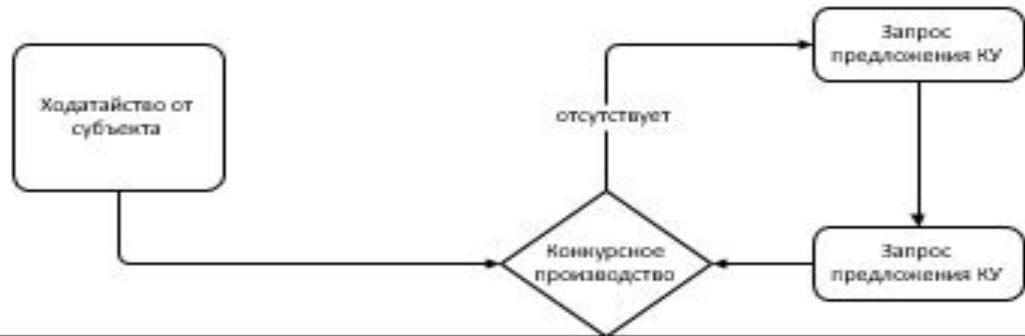 Ходатайство от
субъекта
отсутствует
Запрос
предложения КУ
Конкурсное
производство
Запрос
предложения КУ